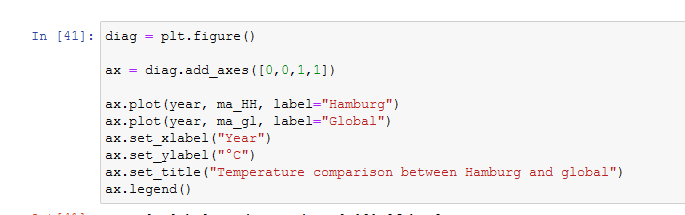 In [41]: diag = plt.figure()
ax = diag.add_axes([0,0,1,1])
ax.plot(year, ma_HH, label="Hamburg")
ax.plot(year, ma_gl, label="Global")
ax.set_xlabel("Year")
ax.set_ylabel("°C")
ax.set_title("Temperature comparison between Hamburg and global")
ax.legend()